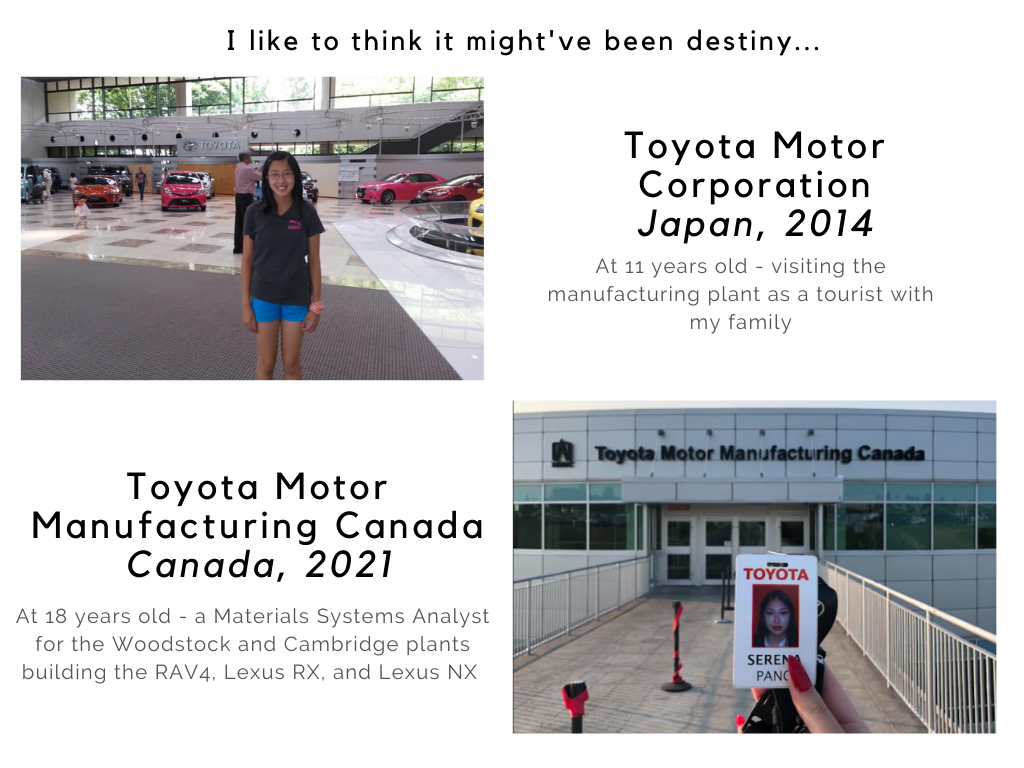 I like to think it might've been destiny...
TOYOTA
Toyota Motor
Corporation
Japan, 2014
At 11 years old - visiting the
manufacturing plant as a tourist with
my family
Toyota Motor
Manufacturing Canada
Canada, 2021
At 18 years old - a Materials Systems Analyst
for the Woodstock and Cambridge plants
building the RAV4, Lexus RX, and Lexus NX
Toyota Motor Manufacturing Canada
TOYOTA
SERENA